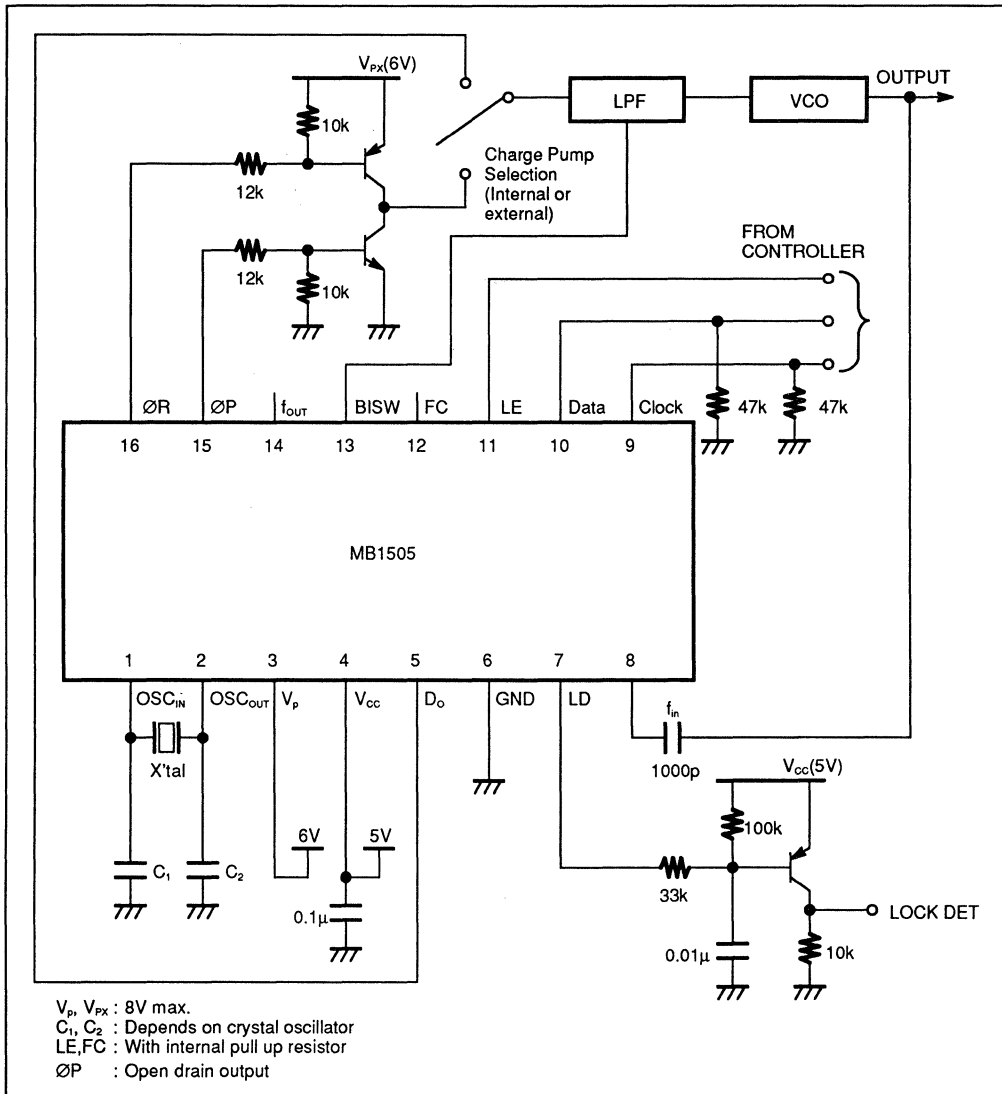 V_PX(6V)
OUTPUT
LPF
VCO
10k
12k
Charge Pump
Selection
(Internal or
external)
12k
10k
FROM
CONTROLLER
47k
47k
ØR
ØP
f_OUT
BISW
FC
LE
Data
Clock
16
15
14
13
12
11
10
9
MB1505
1
2
3
4
5
6
7
8
OSC_IN
OSC_OUT
V_p
V_CC
D_O
GND
LD
f_in
X'tal
1000p
V_CC(5V)
6V
5V
100k
C₁
C₂
33k
0.1µ
LOCK DET
0.01µ
10k
V_p, V_PX : 8V max.
C₁, C₂ : Depends on crystal oscillator
LE,FC : With internal pull up resistor
ØP : Open drain output